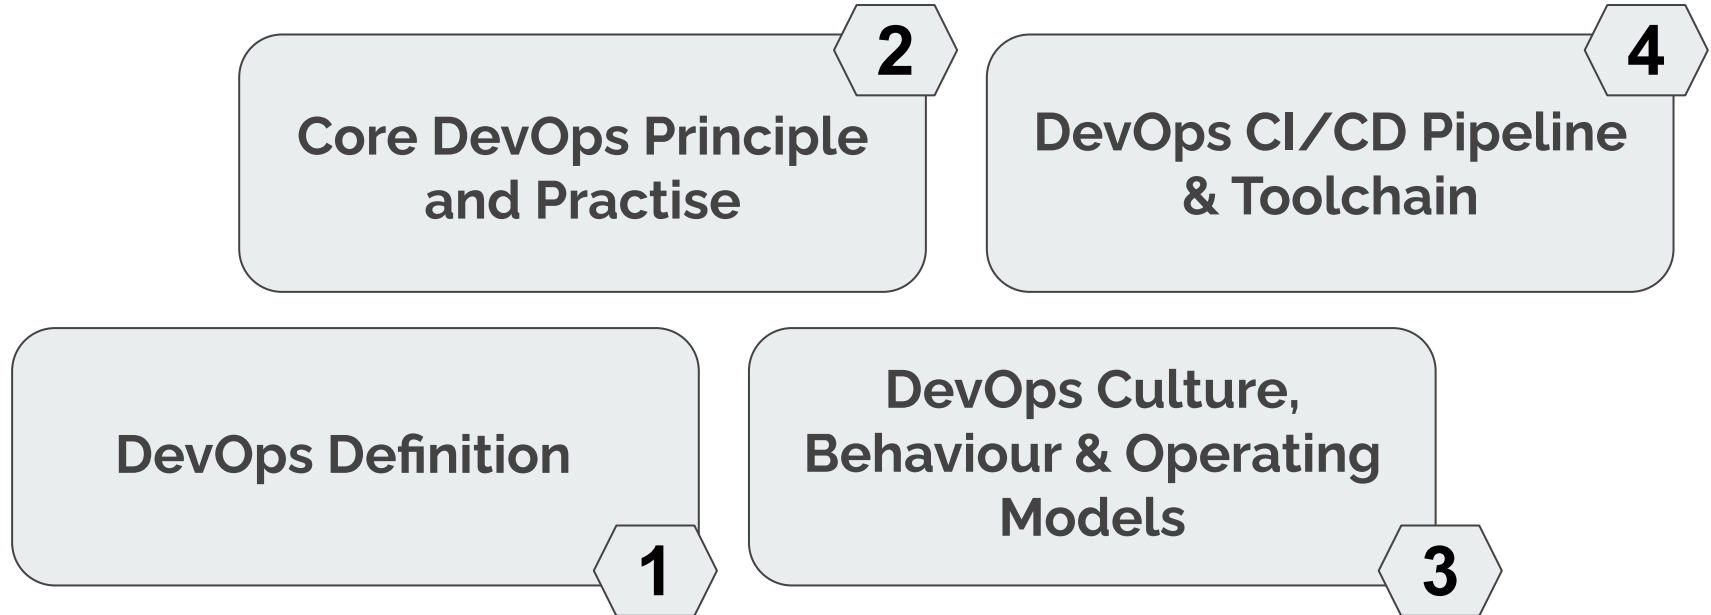 2
Core DevOps Principle
and Practise
4
DevOps CI/CD Pipeline
& Toolchain
DevOps Definition
1
DevOps Culture,
Behaviour & Operating
Models
3